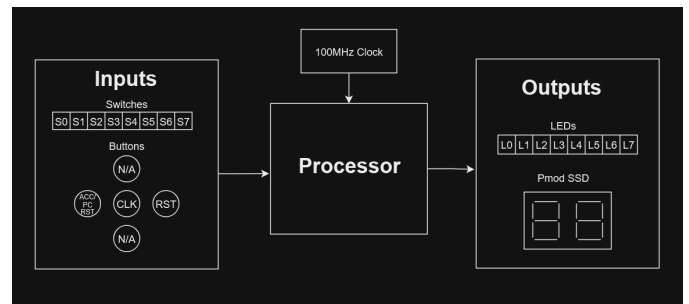 100MHz Clock
Inputs
Switches
S0 S1 S2 S3 S4 S5 S6 S7
Buttons
N/A
ACC/
PC
RST
CLK
RST
N/A
Processor
Outputs
LEDs
L0 L1 L2 L3 L4 L5 L6 L7
Pmod SSD